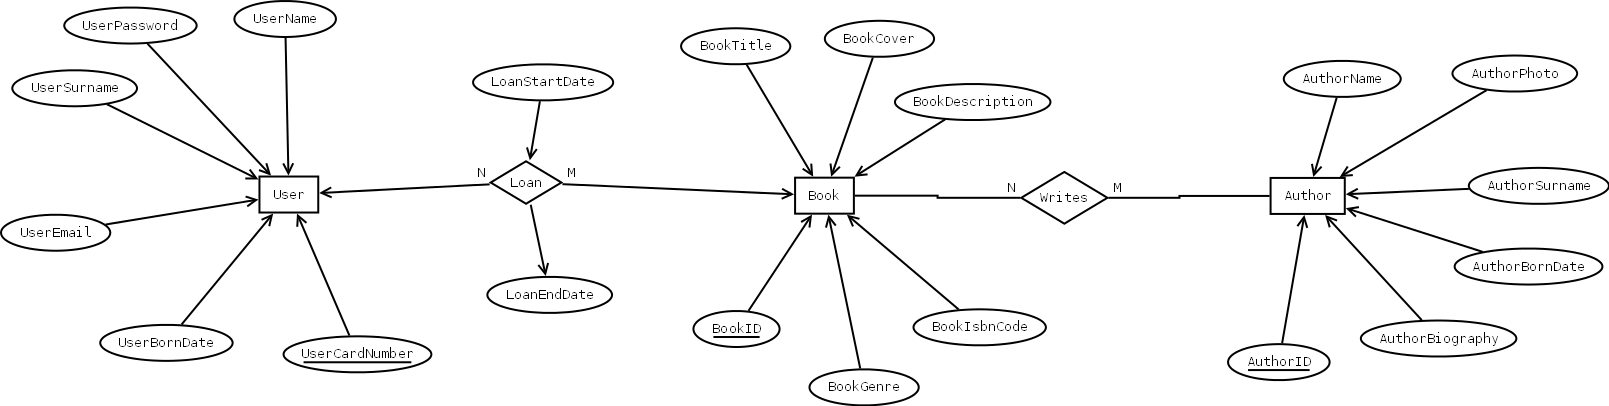 UserName
UserPassword
BookTitle
BookCover
AuthorName
AuthorPhoto
UserSurname
LoanStartDate
BookDescription
N
M
N
M
User
Loan
Book
Writes
Author
AuthorSurname
UserEmail
LoanEndDate
AuthorBornDate
UserBornDate
UserCardNumber
BookID
BookIsbnCode
AuthorBiography
AuthorID
BookGenre